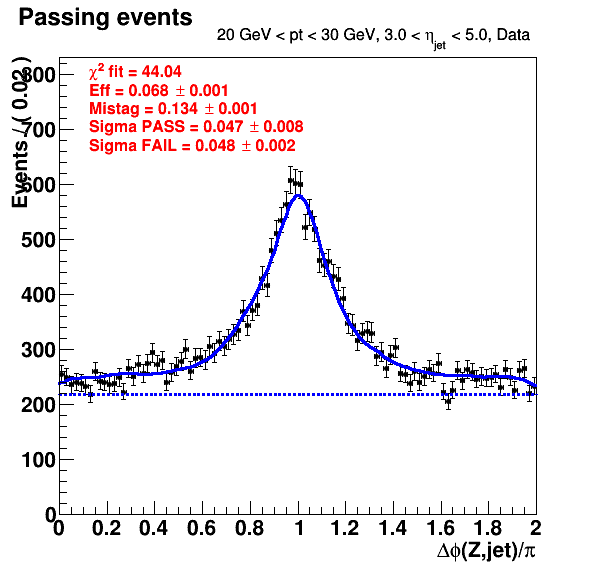 Passing events
20 GeV < pt < 30 GeV, 3.0 < η_jet < 5.0, Data
χ² fit = 44.04
Eff = 0.068 ± 0.001
Mistag = 0.134 ± 0.001
Sigma PASS = 0.047 ± 0.008
Sigma FAIL = 0.048 ± 0.002
Events / ( 0.02 )
800
700
600
500
400
300
200
100
0
0 0.2 0.4 0.6 0.8 1 1.2 1.4 1.6 1.8 2
Δϕ(Z,jet)/π